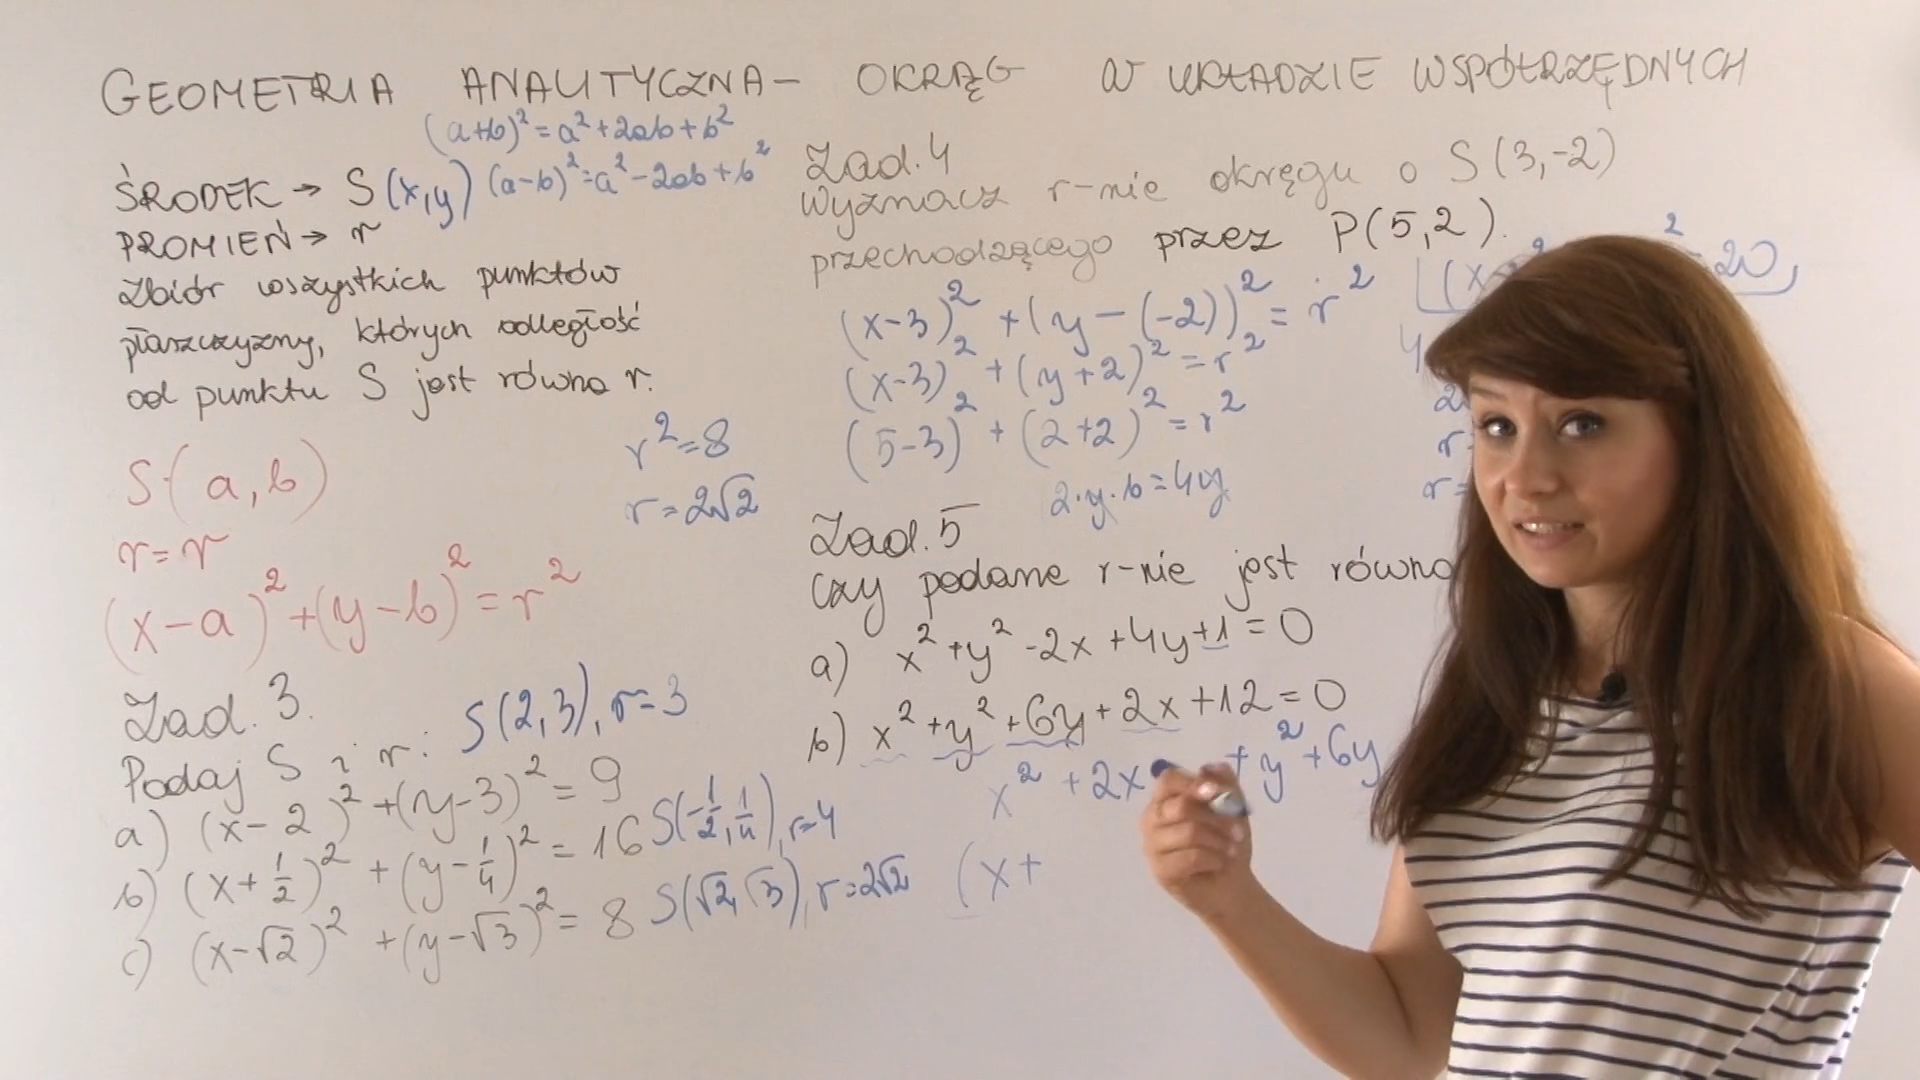 GEOMETRIA ANALITYCZNA – OKRĄG W UKŁADZIE WSPÓŁRZĘDNYCH
(a+b)² = a² + 2ab + b²
ŚRODEK → S (x,y) (a-b)² = a² - 2ab + b²
PROMIEŃ → r
Zbiór wszystkich punktów
płaszczyzny, których odległość
od punktu S jest równa r.
r² = 8
r = 2√2
S (a, b)
r = r
(x-a)² + (y-b)² = r²
Zad. 3.
Podaj S i r: S(2,3), r=3
a) (x-2)² + (y-3)² = 9
b) (x+1/2)² + (y-1/4)² = 16 S(-1/2, 1/4), r=4
c) (x-√2)² + (y-√3)² = 8 S(√2, √3), r=2√2
Zad. 4
Wyznacz r-nie okręgu o S (3,-2)
przechodzącego przez P(5,2).
(x-3)² + (y-(-2))² = r²
(x-3)² + (y+2)² = r²
(5-3)² + (2+2)² = r²
(x ² = 20
4
2
r
r=
2·y·b = 4y
Zad. 5
Czy podane r-nie jest równa
a) x² + y² - 2x + 4y + 1 = 0
b) x² + y² + 6y + 2x + 12 = 0
x² + 2x + y² + 6y
(x +